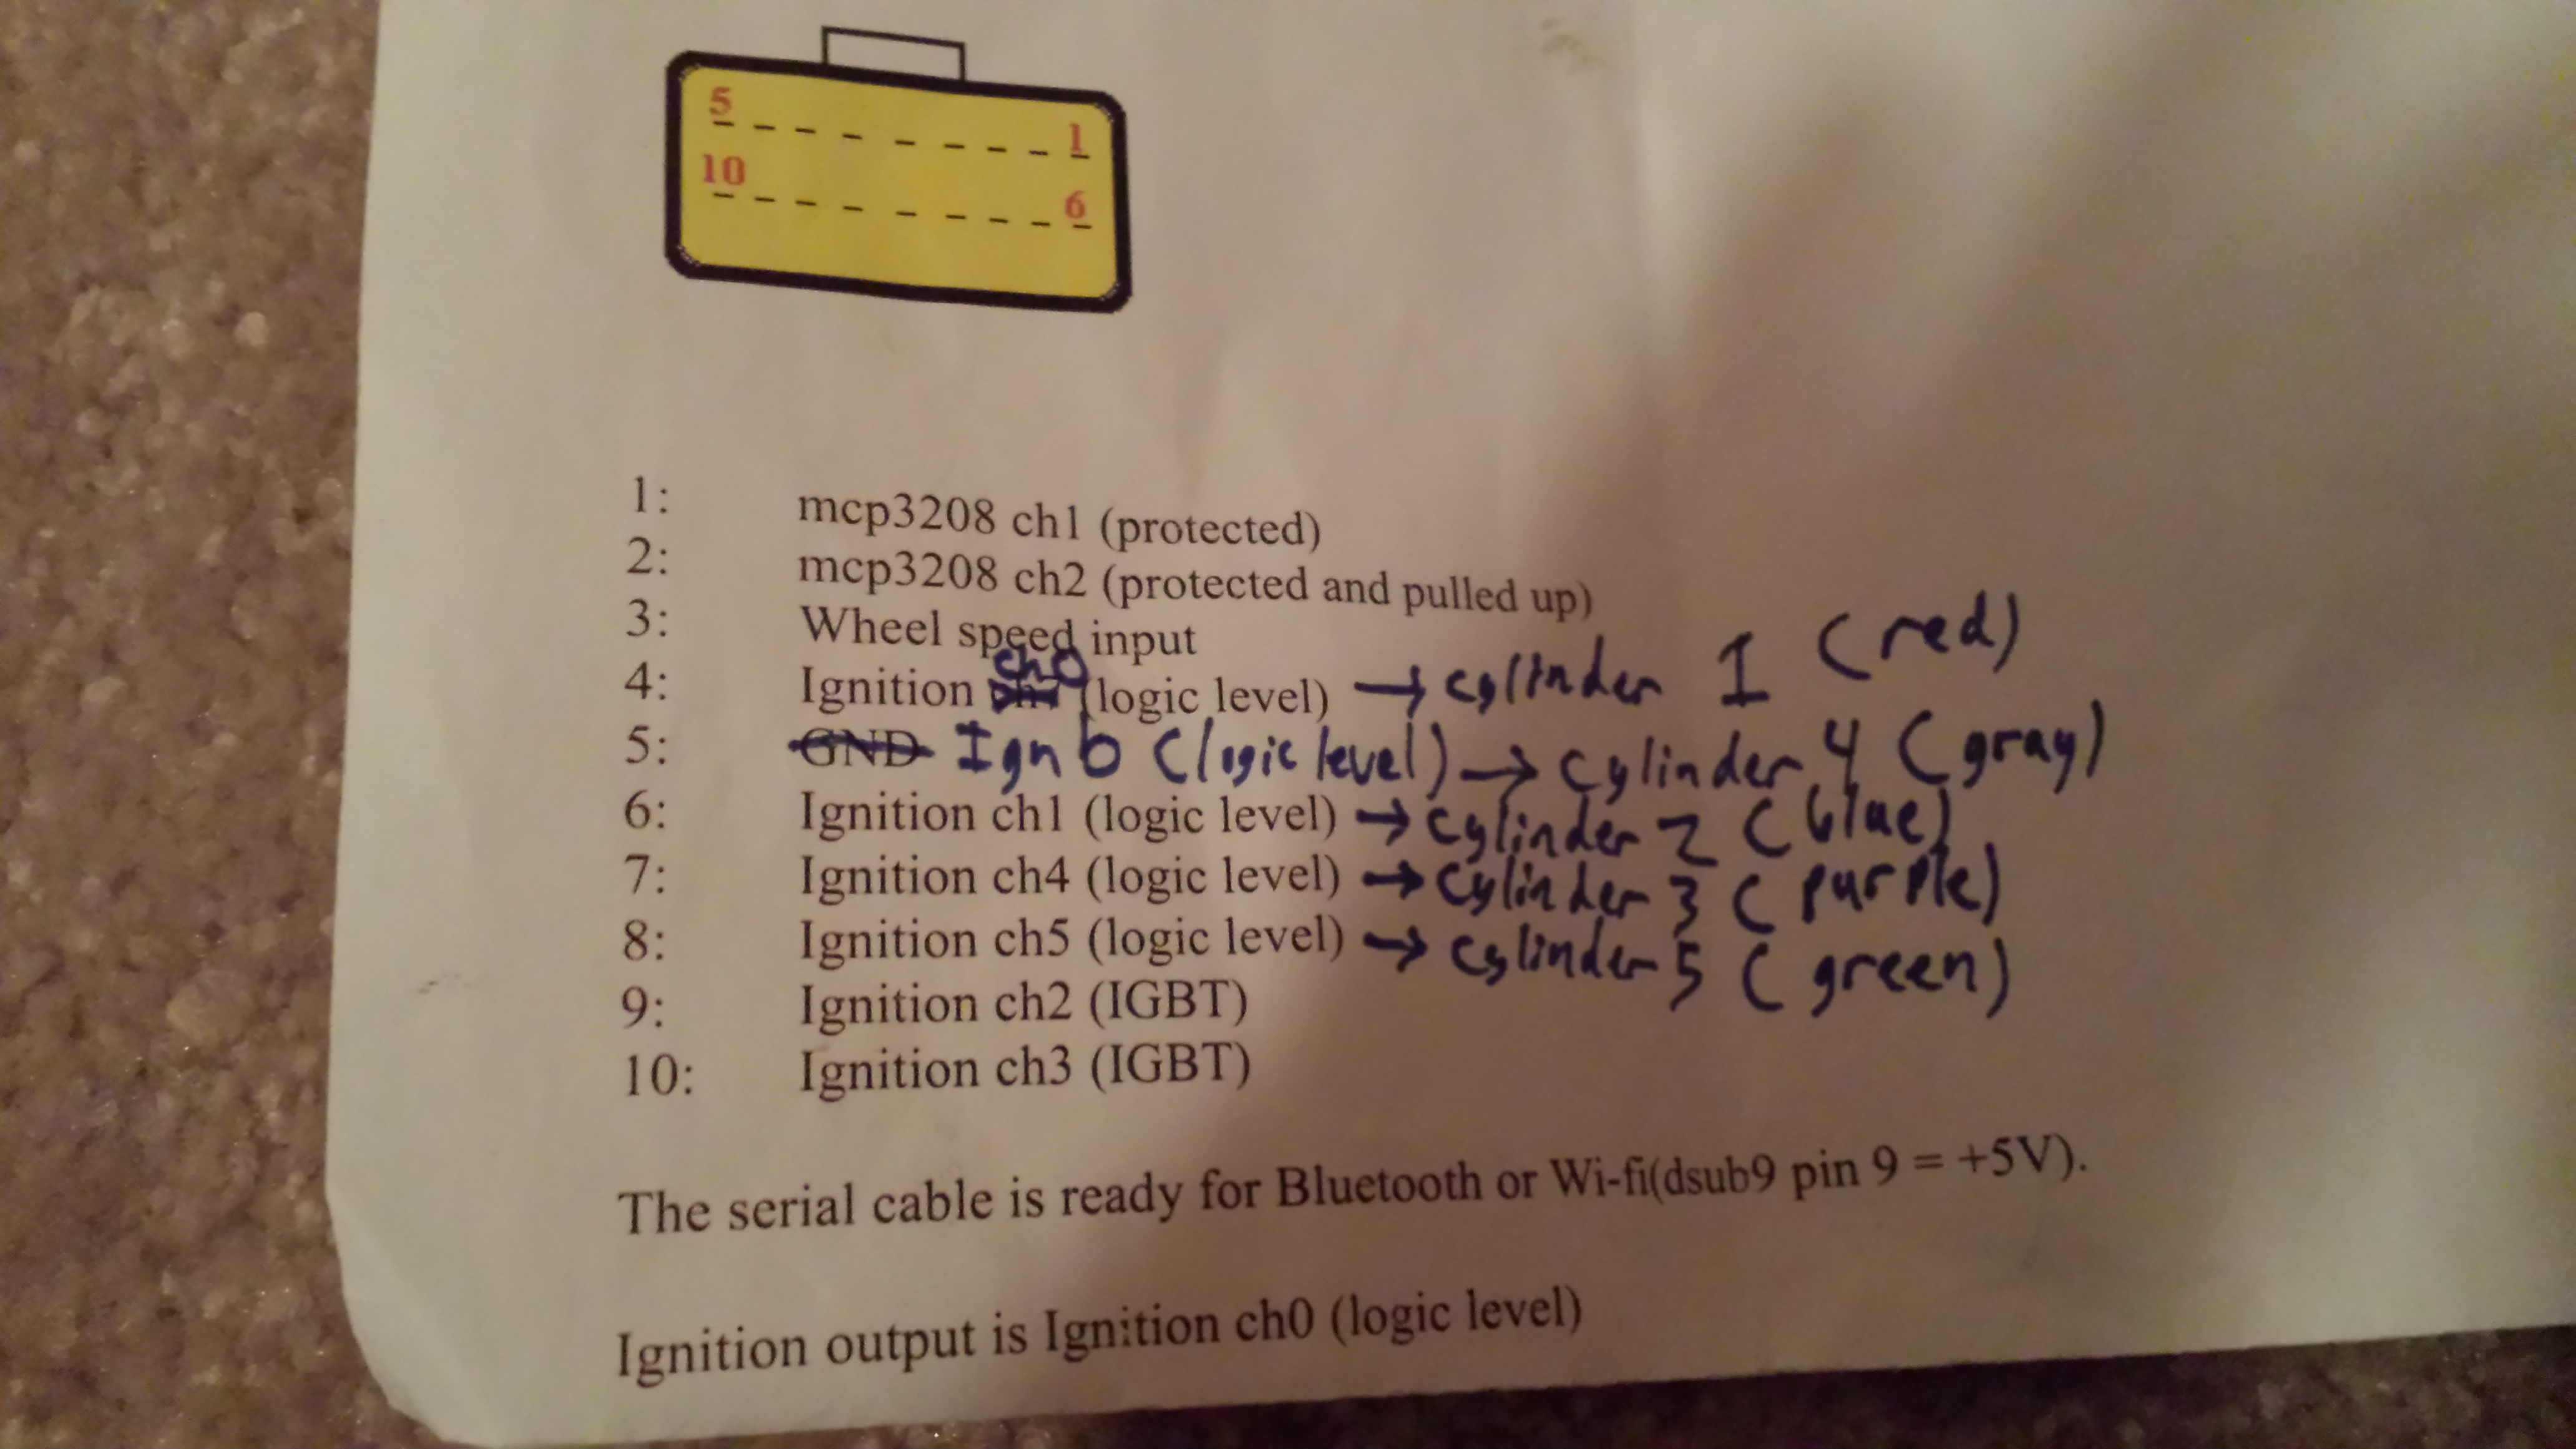 5 1
10 6
1: mcp3208 ch1 (protected)
2: mcp3208 ch2 (protected and pulled up)
3: Wheel speed input
4: Ignition ch0 (logic level) → cylinder 1 (red)
5: GND Ign 6 (logic level) → cylinder 4 (gray)
6: Ignition ch1 (logic level) → cylinder 2 (blue)
7: Ignition ch4 (logic level) → cylinder 3 (purple)
8: Ignition ch5 (logic level) → cylinder 5 (green)
9: Ignition ch2 (IGBT)
10: Ignition ch3 (IGBT)
The serial cable is ready for Bluetooth or Wi-fi(dsub9 pin 9 = +5V).
Ignition output is Ignition ch0 (logic level)